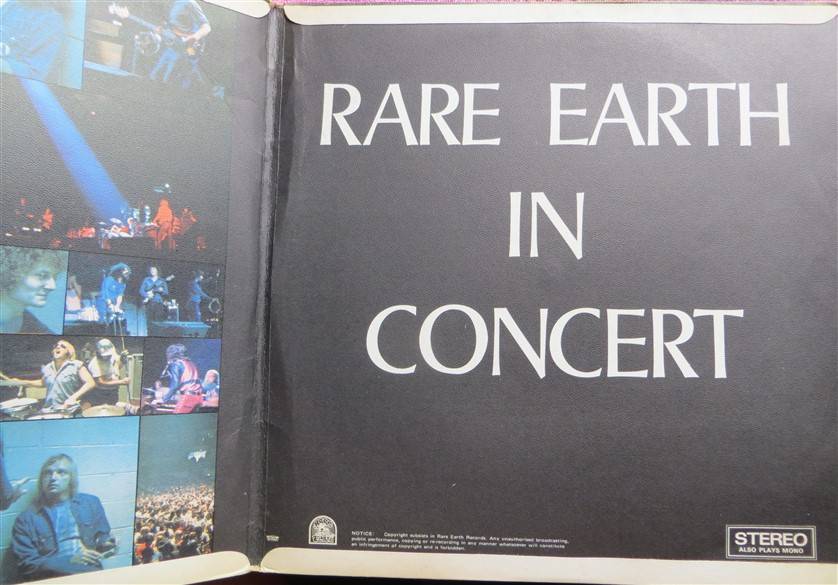 RARE EARTH
IN
CONCERT
NOTICE: Copyright subsists in Rare Earth Records. Any unauthorised broadcasting,
public performance, copying or re-recording in any manner whatsoever will constitute
an infringement of copyright and is forbidden.
STEREO
ALSO PLAYS MONO